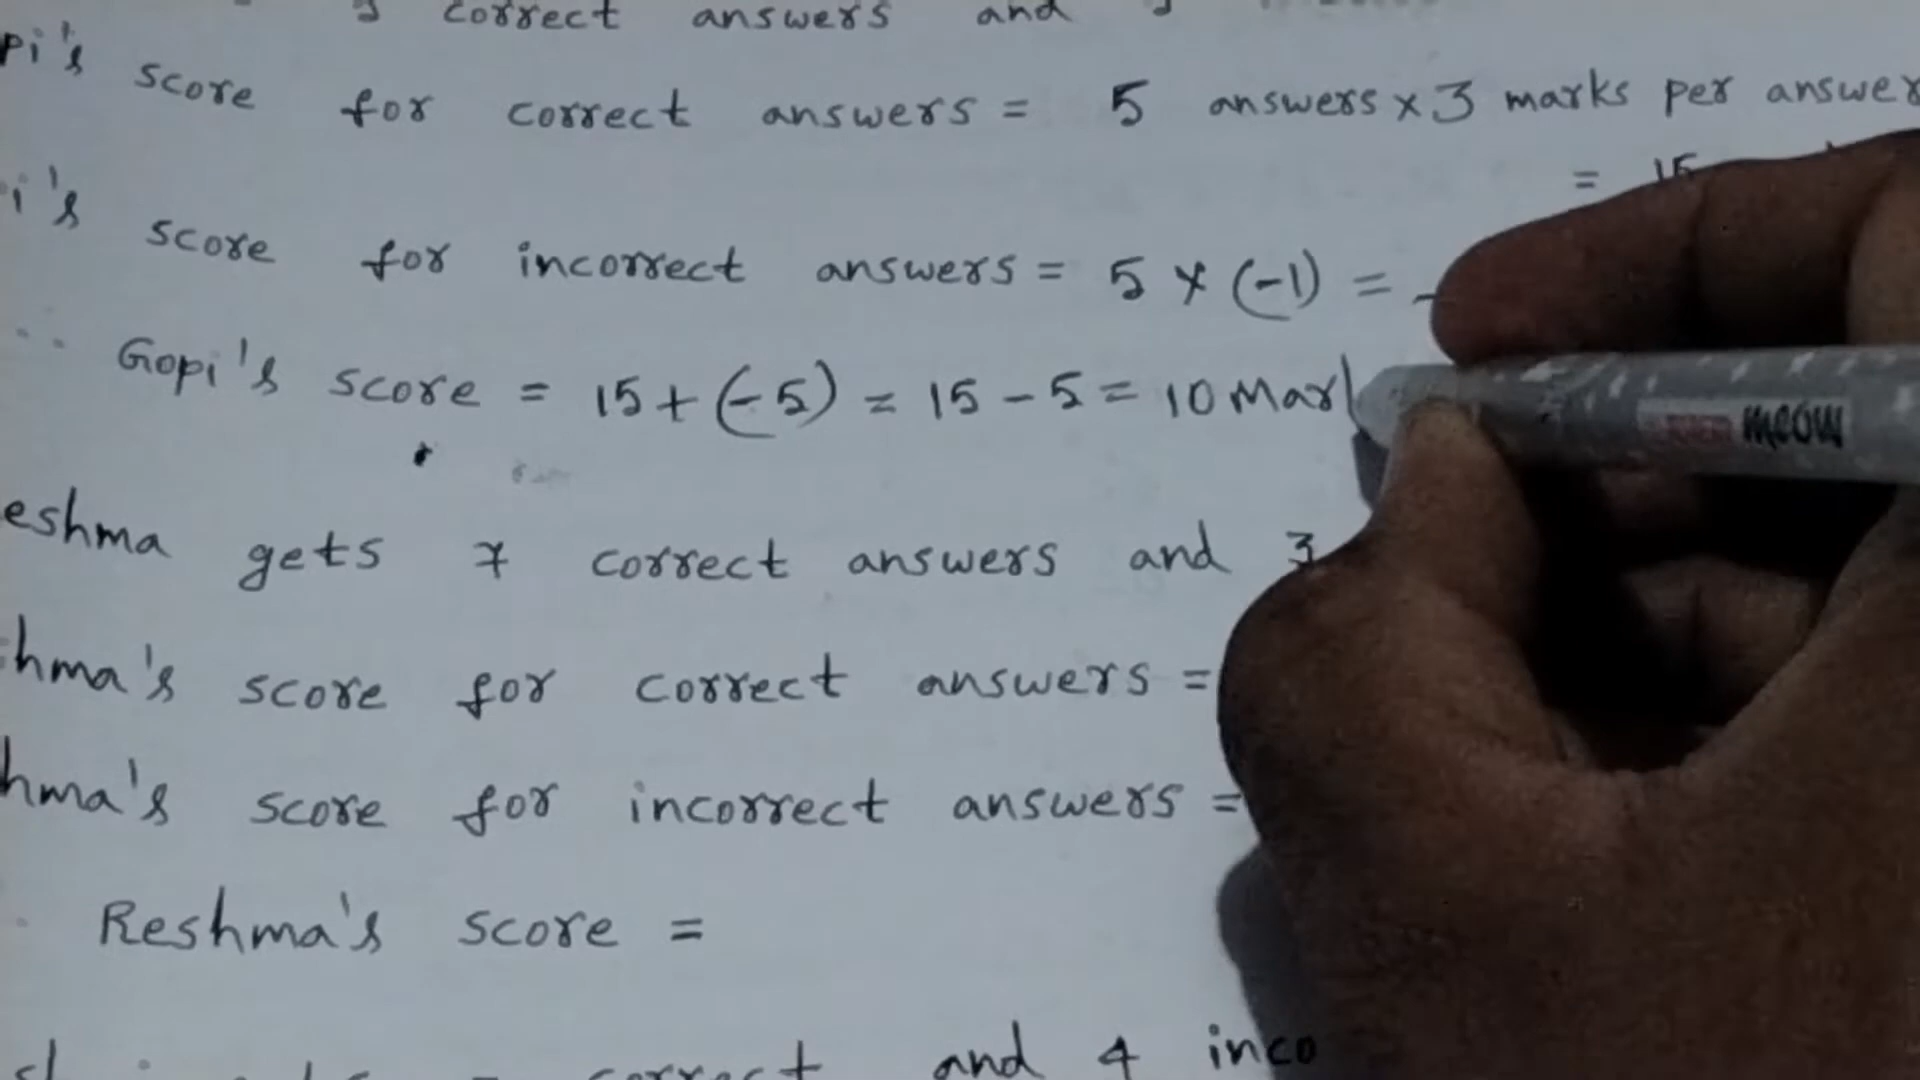 correct answers and
pi's score for correct answers = 5 answers × 3 marks per answer
= 15
i's score for incorrect answers = 5 × (-1) = -
∴ Gopi's score = 15 + (-5) = 15 - 5 = 10 Mark
eshma gets 7 correct answers and 3
hma's score for correct answers =
hma's score for incorrect answers =
Reshma's score =
correct and 4 inco
MEOW